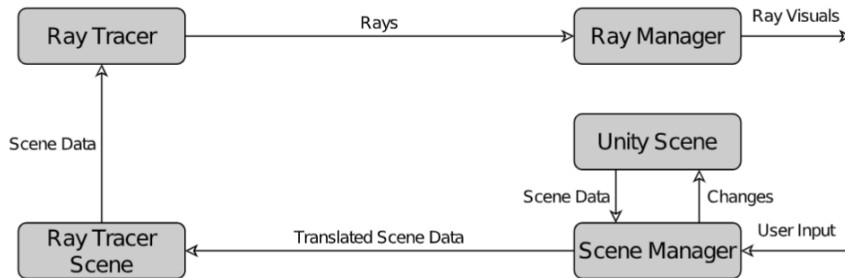 Ray Tracer
Rays
Ray Manager
Ray Visuals
Scene Data
Unity Scene
Scene Data
Changes
Ray Tracer
Scene
Translated Scene Data
Scene Manager
User Input